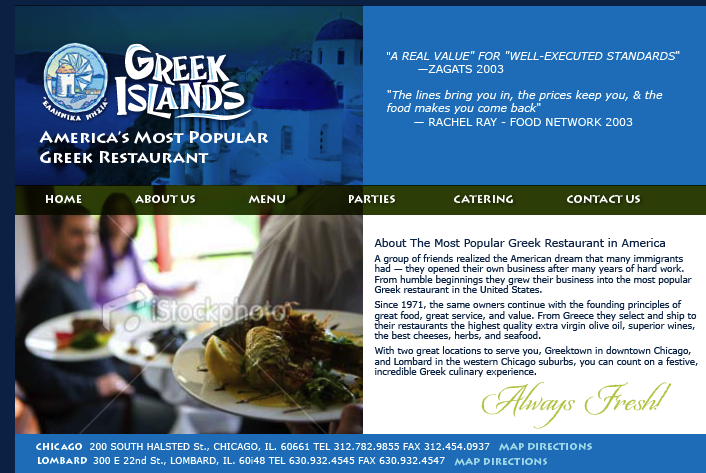 GREEK
ISLANDS
ΕΛΛΗΝΙΚΑ ΝΗΣΙΑ
AMERICA'S MOST POPULAR
GREEK RESTAURANT
"A REAL VALUE" FOR "WELL-EXECUTED STANDARDS"
—ZAGATS 2003
"The lines bring you in, the prices keep you, & the
food makes you come back"
— RACHEL RAY - FOOD NETWORK 2003
HOME ABOUT US MENU PARTIES CATERING CONTACT US
iStockphoto
About The Most Popular Greek Restaurant in America
A group of friends realized the American dream that many immigrants
had — they opened their own business after many years of hard work.
From humble beginnings they grew their business into the most popular
Greek restaurant in the United States.
Since 1971, the same owners continue with the founding principles of
great food, great service, and value. From Greece they select and ship to
their restaurants the highest quality extra virgin olive oil, superior wines,
the best cheeses, herbs, and seafood.
With two great locations to serve you, Greektown in downtown Chicago,
and Lombard in the western Chicago suburbs, you can count on a festive,
incredible Greek culinary experience.
Always Fresh!
CHICAGO 200 SOUTH HALSTED St., CHICAGO, IL. 60661 TEL 312.782.9855 FAX 312.454.0937 MAP DIRECTIONS
LOMBARD 300 E 22nd St., LOMBARD, IL. 60i48 TEL 630.932.4545 FAX 630.932.4547 MAP DIRECTIONS